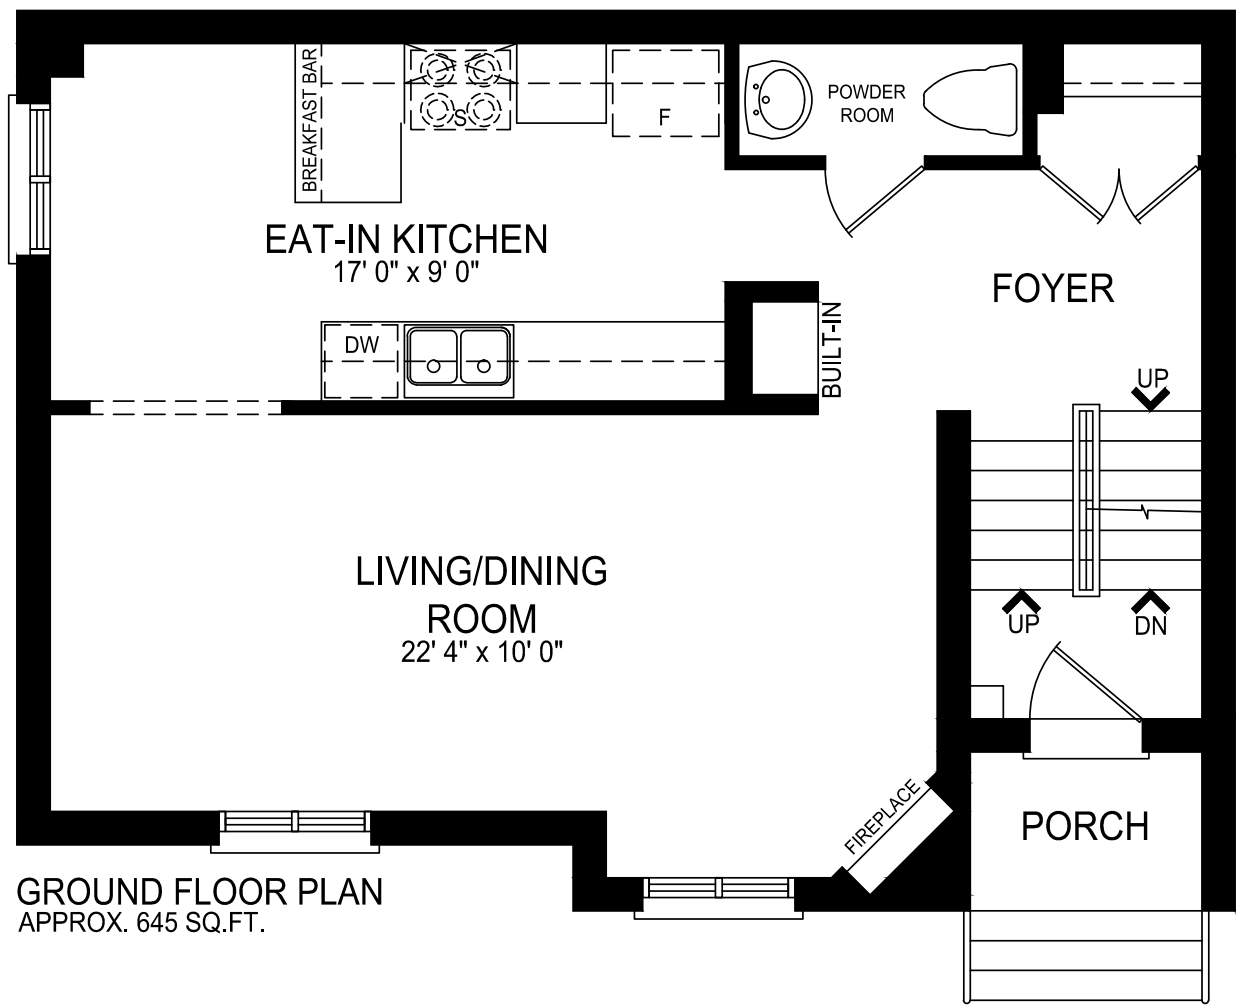 BREAKFAST BAR
S
F
POWDER
ROOM
EAT-IN KITCHEN
17' 0" x 9' 0"
FOYER
DW
BUILT-IN
UP
LIVING/DINING
ROOM
22' 4" x 10' 0"
UP
DN
FIREPLACE
PORCH
GROUND FLOOR PLAN
APPROX. 645 SQ.FT.